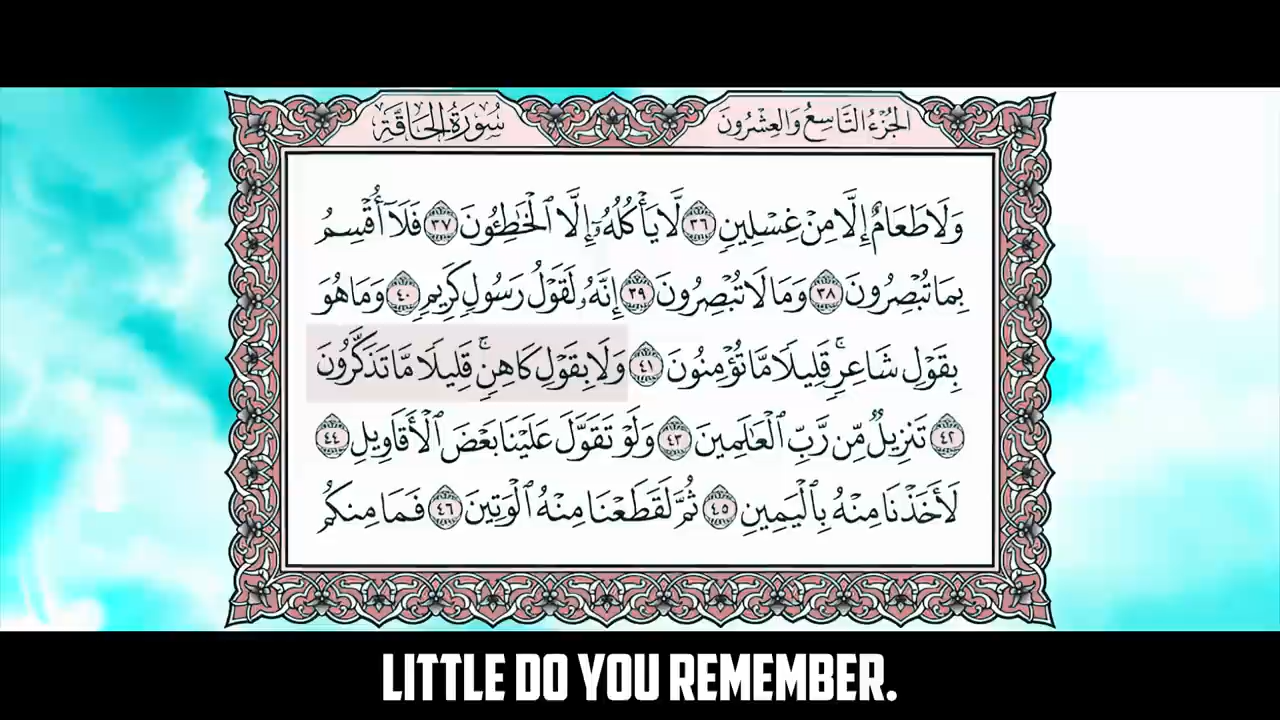 الجُزْءُ التَّاسِعُ وَالعِشْرُونَ
سُورَةُ الحَاقَّةِ
وَلَا طَعَامٌ إِلَّا مِنْ غِسْلِينٍ ٣٦ لَّا يَأْكُلُهُۥٓ إِلَّا ٱلْخَٰطِـُٔونَ ٣٧ فَلَآ أُقْسِمُ
بِمَا تُبْصِرُونَ ٣٨ وَمَا لَا تُبْصِرُونَ ٣٩ إِنَّهُۥ لَقَوْلُ رَسُولٍ كَرِيمٍ ٤٠ وَمَا هُوَ
بِقَوْلِ شَاعِرٍۚ قَلِيلًا مَّا تُؤْمِنُونَ ٤١ وَلَا بِقَوْلِ كَاهِنٍۚ قَلِيلًا مَّا تَذَكَّرُونَ
٤٢ تَنزِيلٌ مِّن رَّبِّ ٱلْعَٰلَمِينَ ٤٣ وَلَوْ تَقَوَّلَ عَلَيْنَا بَعْضَ ٱلْأَقَاوِيلِ ٤٤
لَأَخَذْنَا مِنْهُ بِٱلْيَمِينِ ٤٥ ثُمَّ لَقَطَعْنَا مِنْهُ ٱلْوَتِينَ ٤٦ فَمَا مِنكُم
LITTLE DO YOU REMEMBER.